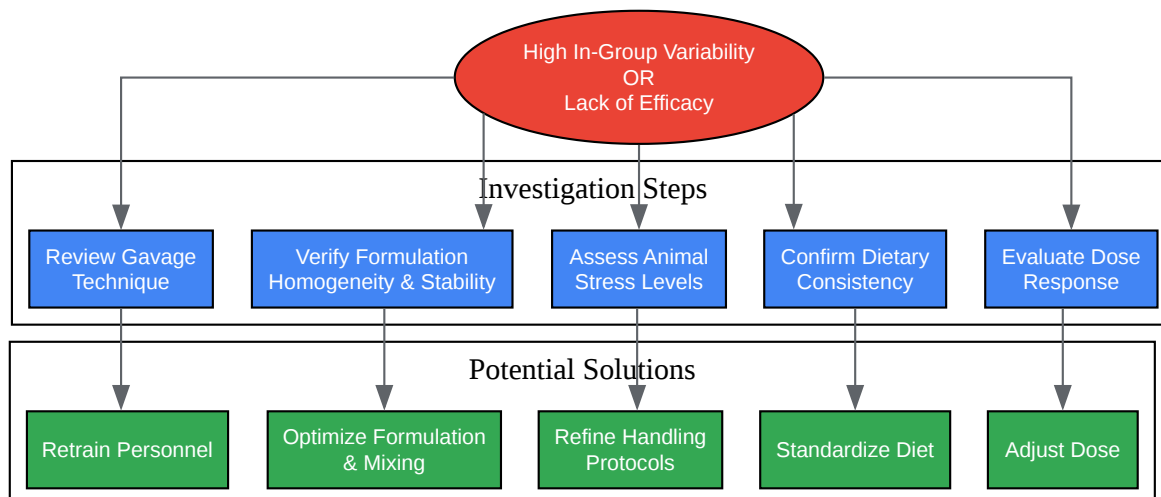 High In-Group Variability
OR
Lack of Efficacy
Investigation Steps
Review Gavage
Technique
Verify Formulation
Homogeneity & Stability
Assess Animal
Stress Levels
Confirm Dietary
Consistency
Evaluate Dose
Response
Potential Solutions
Retrain Personnel
Optimize Formulation
& Mixing
Refine Handling
Protocols
Standardize Diet
Adjust Dose